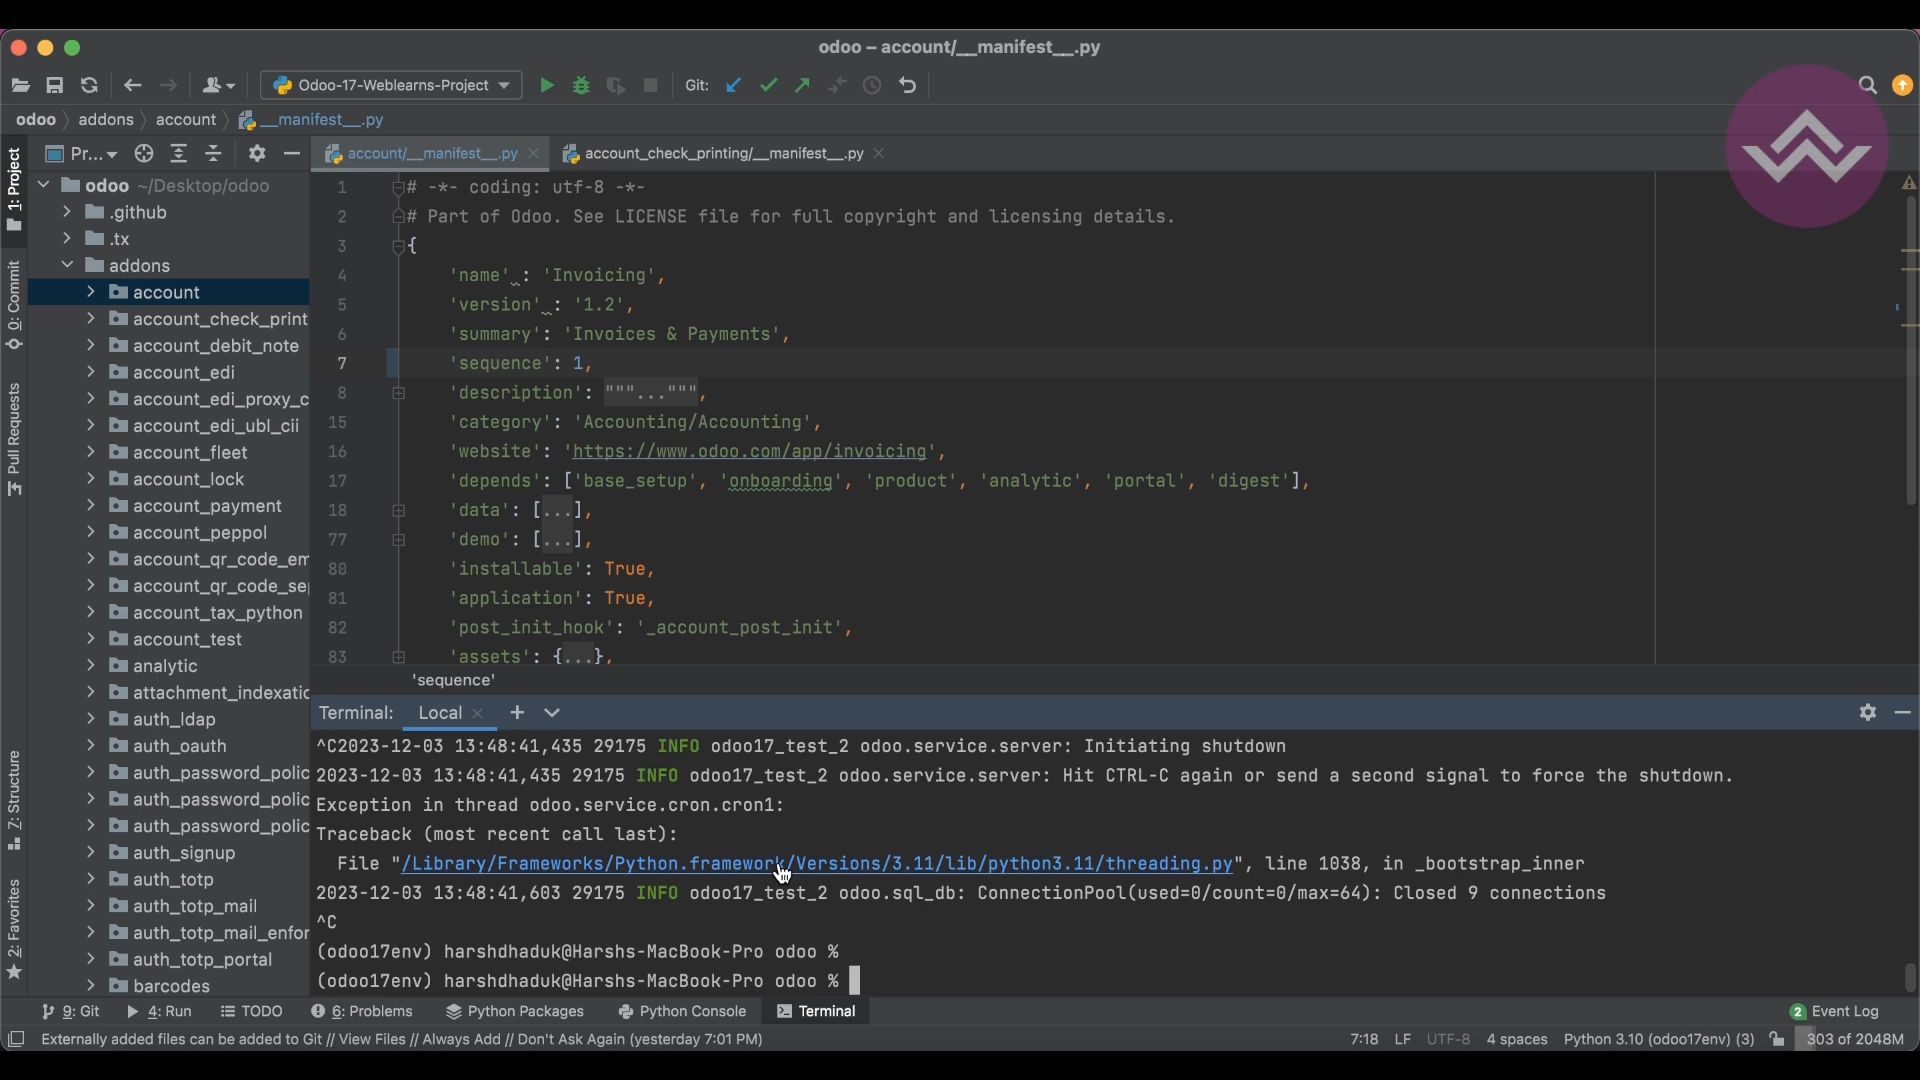 odoo – account/__manifest__.py
Odoo-17-Weblearns-Project
Git:
odoo
addons
account
__manifest__.py
1: Project
Pr...
account/__manifest__.py
account_check_printing/__manifest__.py
odoo ~/Desktop/odoo
.github
.tx
addons
account
account_check_print
account_debit_note
account_edi
account_edi_proxy_c
account_edi_ubl_cii
account_fleet
account_lock
account_payment
account_peppol
account_qr_code_em
account_qr_code_se
account_tax_python
account_test
analytic
attachment_indexatic
auth_ldap
auth_oauth
auth_password_polic
auth_password_polic
auth_password_polic
auth_signup
auth_totp
auth_totp_mail
auth_totp_mail_enfor
auth_totp_portal
barcodes
0: Commit
Pull Requests
Z: Structure
2: Favorites
1 # -*- coding: utf-8 -*-
2 # Part of Odoo. See LICENSE file for full copyright and licensing details.
3 {
4 'name' : 'Invoicing',
5 'version' : '1.2',
6 'summary': 'Invoices & Payments',
7 'sequence': 1,
8 'description': """...""",
15 'category': 'Accounting/Accounting',
16 'website': 'https://www.odoo.com/app/invoicing',
17 'depends': ['base_setup', 'onboarding', 'product', 'analytic', 'portal', 'digest'],
18 'data': [...],
77 'demo': [...],
80 'installable': True,
81 'application': True,
82 'post_init_hook': '_account_post_init',
83 'assets': {...},
'sequence'
Terminal: Local
^C2023-12-03 13:48:41,435 29175 INFO odoo17_test_2 odoo.service.server: Initiating shutdown
2023-12-03 13:48:41,435 29175 INFO odoo17_test_2 odoo.service.server: Hit CTRL-C again or send a second signal to force the shutdown.
Exception in thread odoo.service.cron.cron1:
Traceback (most recent call last):
File "/Library/Frameworks/Python.framework/Versions/3.11/lib/python3.11/threading.py", line 1038, in _bootstrap_inner
2023-12-03 13:48:41,603 29175 INFO odoo17_test_2 odoo.sql_db: ConnectionPool(used=0/count=0/max=64): Closed 9 connections
^C
(odoo17env) harshdhaduk@Harshs-MacBook-Pro odoo %
(odoo17env) harshdhaduk@Harshs-MacBook-Pro odoo %
9: Git
4: Run
TODO
6: Problems
Python Packages
Python Console
Terminal
2 Event Log
Externally added files can be added to Git // View Files // Always Add // Don't Ask Again (yesterday 7:01 PM)
7:18 LF UTF-8 4 spaces Python 3.10 (odoo17env) (3) 303 of 2048M